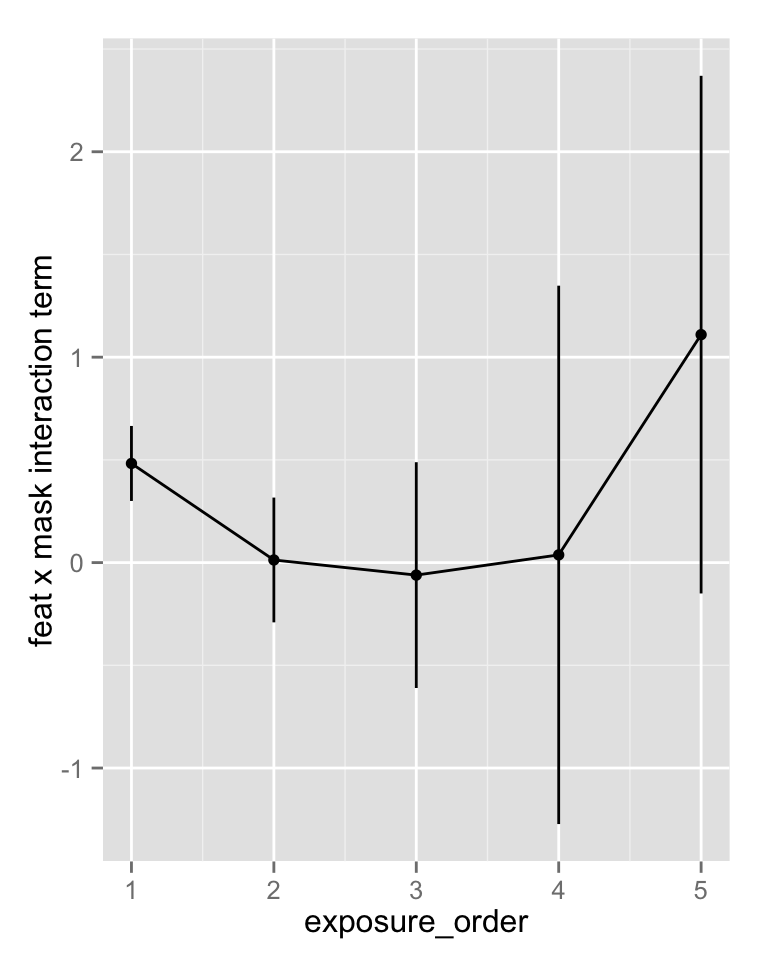 feat x mask interaction term
2
1
0
-1
1 2 3 4 5
exposure_order